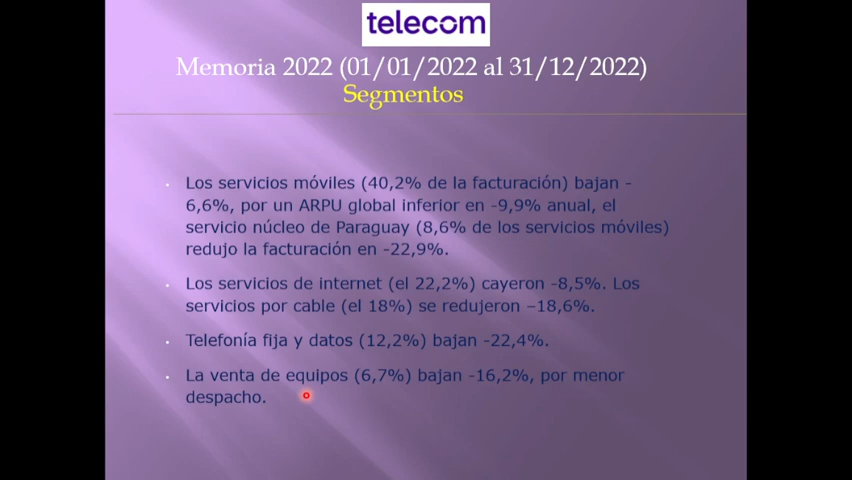 telecom
Memoria 2022 (01/01/2022 al 31/12/2022)
Segmentos
Los servicios móviles (40,2% de la facturación) bajan -
6,6%, por un ARPU global inferior en -9,9% anual, el
servicio núcleo de Paraguay (8,6% de los servicios móviles)
redujo la facturación en -22,9%.
Los servicios de internet (el 22,2%) cayeron -8,5%. Los
servicios por cable (el 18%) se redujeron –18,6%.
Telefonía fija y datos (12,2%) bajan -22,4%.
La venta de equipos (6,7%) bajan -16,2%, por menor
despacho.